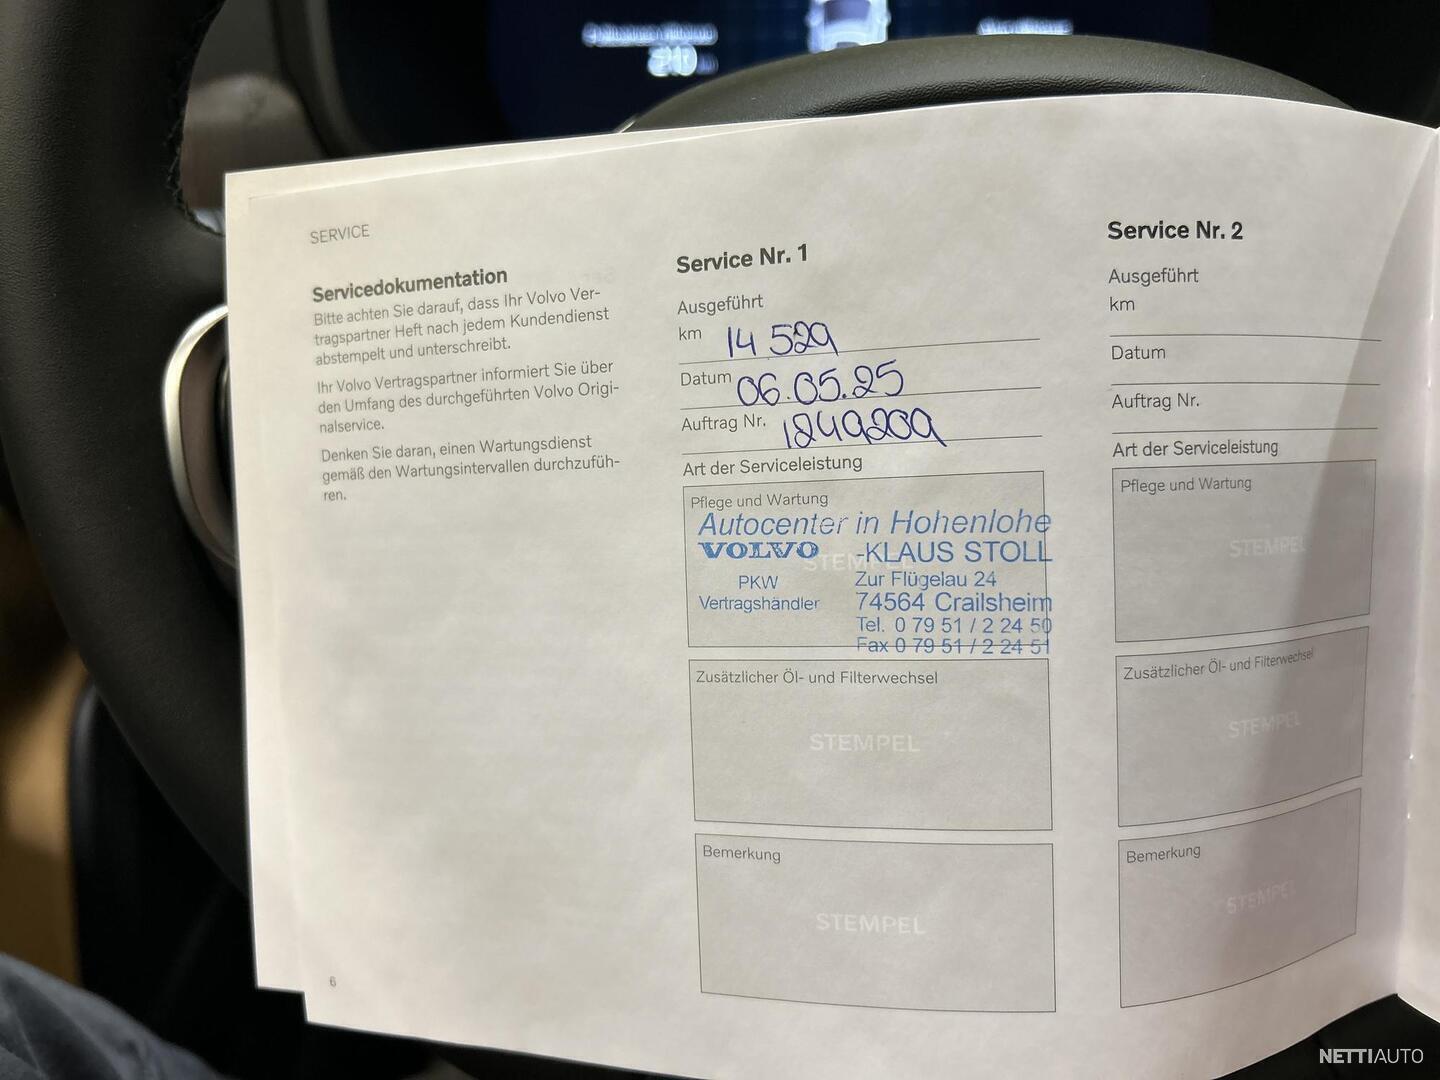 SERVICE
Servicedokumentation
Bitte achten Sie darauf, dass Ihr Volvo Ver-
tragspartner Heft nach jedem Kundendienst
abstempelt und unterschreibt.
Ihr Volvo Vertragspartner informiert Sie über
den Umfang des durchgeführten Volvo Origi-
nalservice.
Denken Sie daran, einen Wartungsdienst
gemäß den Wartungsintervallen durchzufüh-
ren.
6
Service Nr. 1
Ausgeführt
km 14 529
Datum 06.05.25
Auftrag Nr. 1249209
Art der Serviceleistung
Pflege und Wartung
STEMPEL
Autocenter in Hohenlohe
VOLVO -KLAUS STOLL
PKW Zur Flügelau 24
Vertragshändler 74564 Crailsheim
Tel. 0 79 51 / 2 24 50
Fax 0 79 51 / 2 24 51
Zusätzlicher Öl- und Filterwechsel
STEMPEL
Bemerkung
STEMPEL
Service Nr. 2
Ausgeführt
km
Datum
Auftrag Nr.
Art der Serviceleistung
Pflege und Wartung
STEMPEL
Zusätzlicher Öl- und Filterwechsel
STEMPEL
Bemerkung
STEMPEL
NETTIAUTO